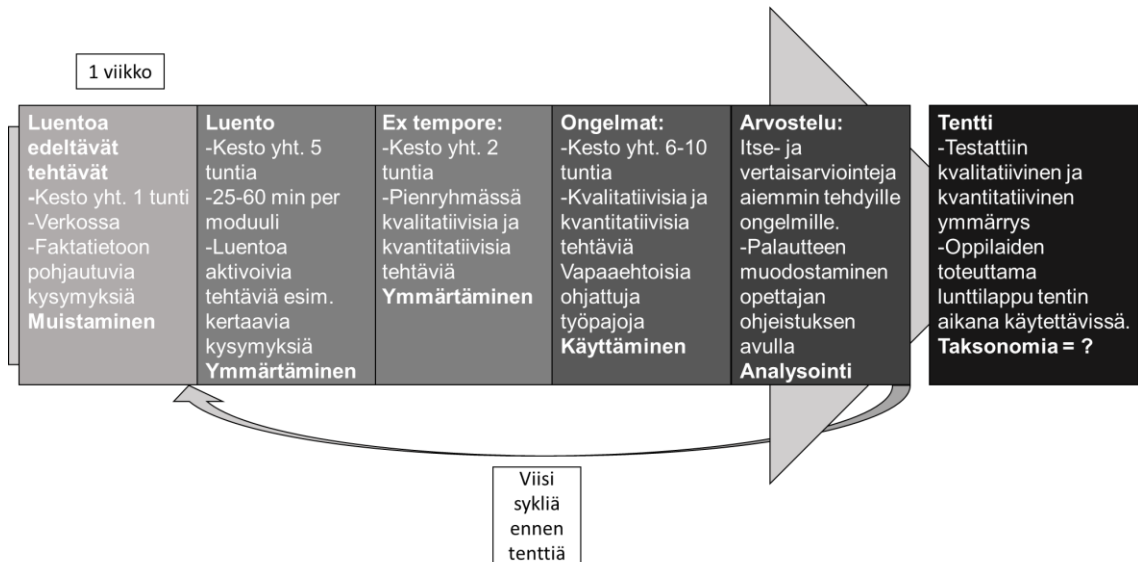 1 viikko
Luentoa
edeltävät
tehtävät
-Kesto yht. 1 tunti
-Verkossa
-Faktatietoon
pohjautuvia
kysymyksiä
Muistaminen
Luento
-Kesto yht. 5
tuntia
-25-60 min per
moduuli
-Luentoa
aktivoivia
tehtäviä esim.
kertaavia
kysymyksiä
Ymmärtäminen
Ex tempore:
-Kesto yht. 2
tuntia
-Pienryhmässä
kvalitatiivisia ja
kvantitatiivisia
tehtäviä
Ymmärtäminen
Ongelmat:
-Kesto yht. 6-10
tuntia
-Kvalitatiivisia ja
kvantitatiivisia
tehtäviä
Vapaaehtoisia
ohjattuja
työpajoja
Käyttäminen
Arvostelu:
Itse- ja
vertaisarviointeja
aiemmin tehdyille
ongelmille.
-Palautteen
muodostaminen
opettajan
ohjeistuksen
avulla
Analysointi
Tentti
-Testattiin
kvalitatiivinen ja
kvantitatiivinen
ymmärrys
-Oppilaiden
toteuttama
lunttilappu tentin
aikana käytettävissä.
Taksonomia = ?
Viisi
sykliä
ennen
tenttiä